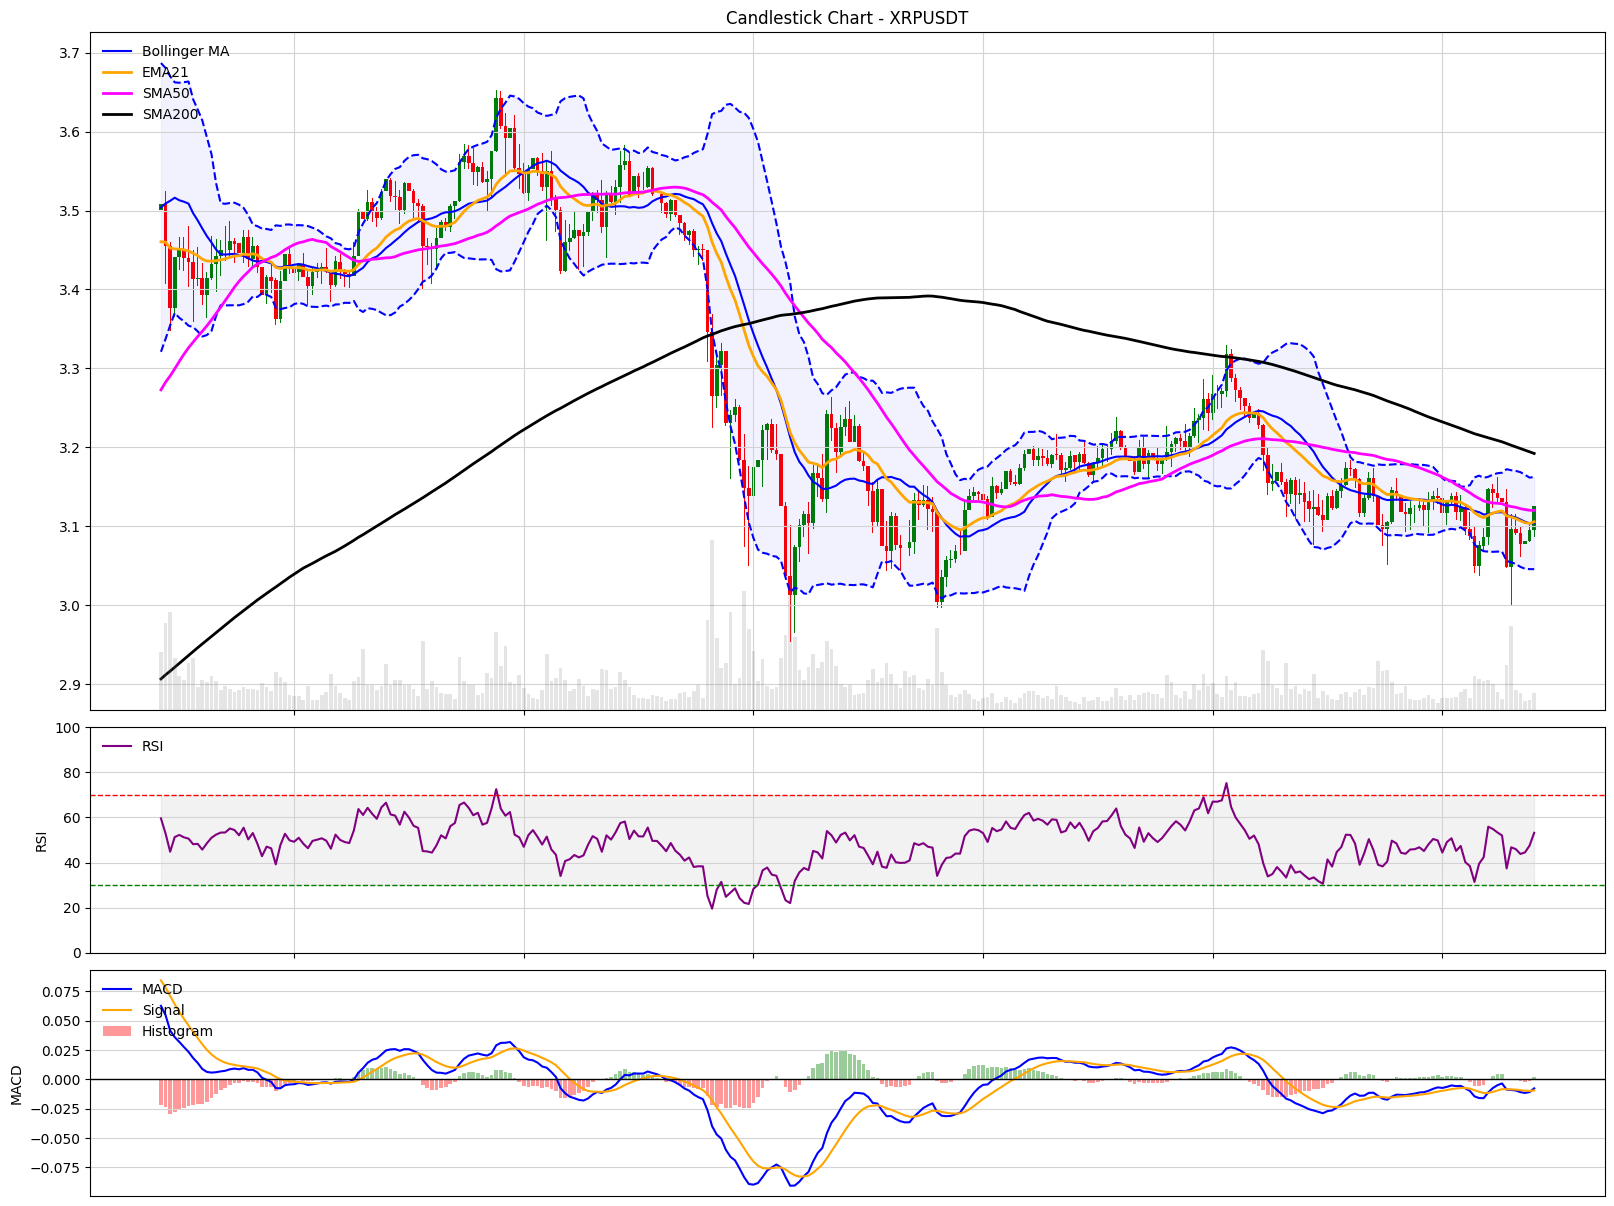 Candlestick Chart - XRPUSDT
Bollinger MA
EMA21
SMA50
SMA200
3.7
3.6
3.5
3.4
3.3
3.2
3.1
3.0
2.9
RSI
RSI
100
80
60
40
20
0
MACD
Signal
Histogram
MACD
0.075
0.050
0.025
0.000
−0.025
−0.050
−0.075